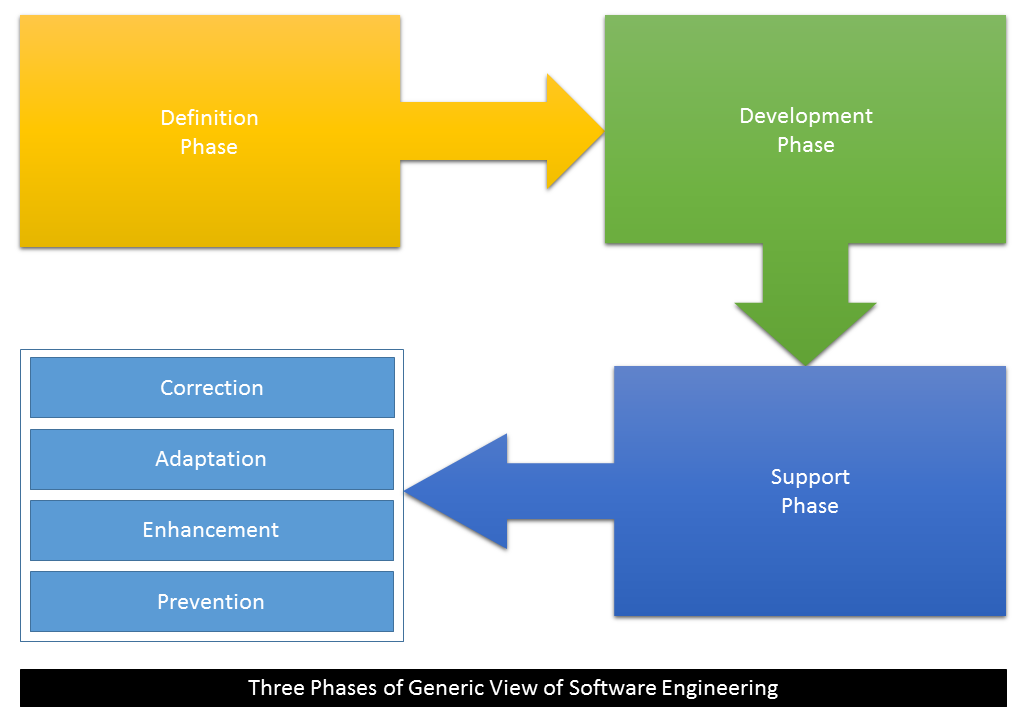 Definition
Phase
Development
Phase
Correction
Adaptation
Enhancement
Prevention
Support
Phase
Three Phases of Generic View of Software Engineering